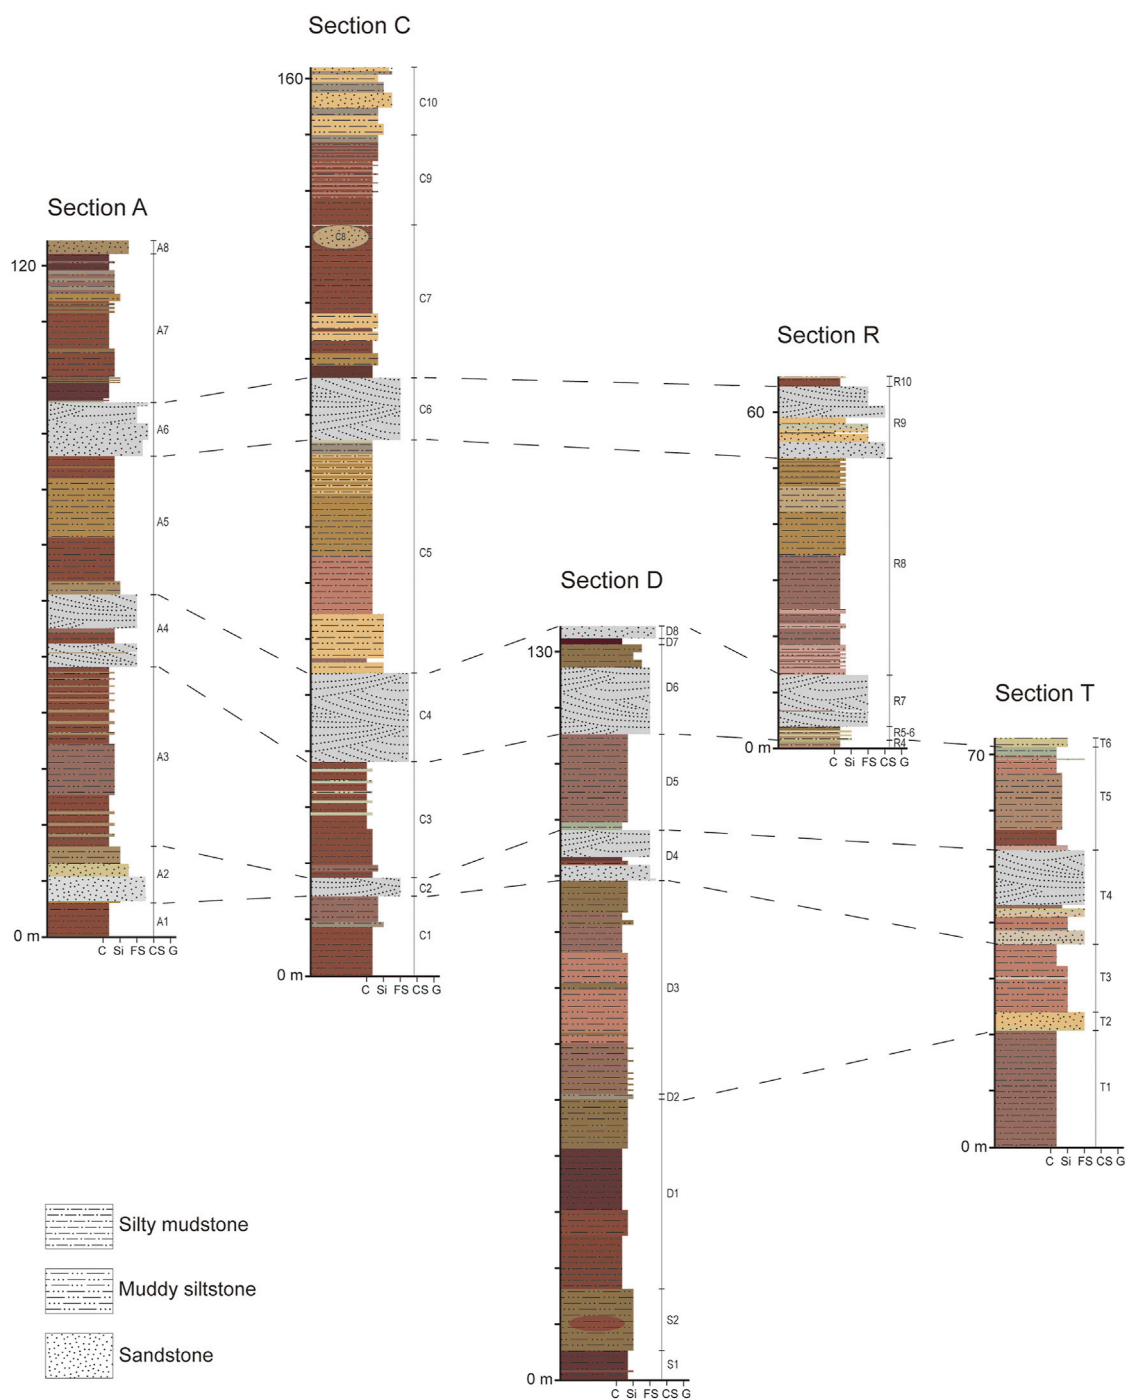 Section C
160
C10
C9
C8
C7
C6
C5
C4
C3
C2
C1
0 m
C Si FS CS G
Section A
120
A8
A7
A6
A5
A4
A3
A2
A1
0 m
C Si FS CS G
Section D
130
D8
D7
D6
D5
D4
D3
D2
D1
S2
S1
0 m
C Si FS CS G
Section R
60
R10
R9
R8
R7
R5-6
R4
0 m
C Si FS CS G
Section T
70
T6
T5
T4
T3
T2
T1
0 m
C Si FS CS G
Silty mudstone
Muddy siltstone
Sandstone